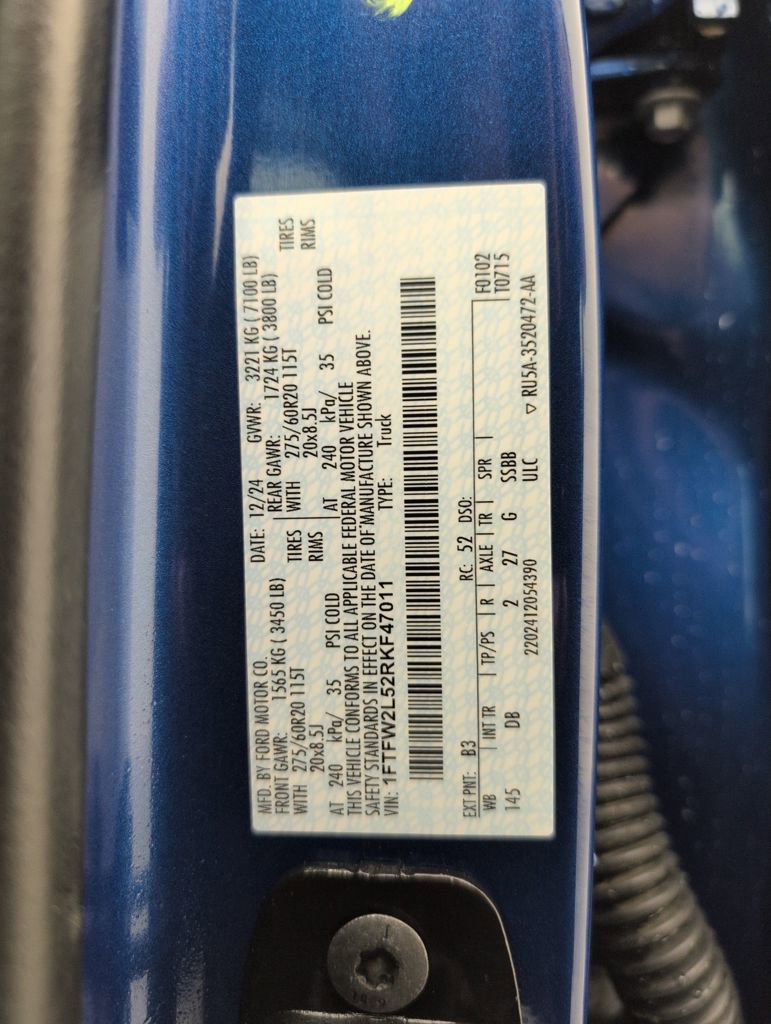 MFD. BY FORD MOTOR CO.
DATE: 12/24 GVWR: 3221 KG ( 7100 LB)
FRONT GAWR: 1565 KG ( 3450 LB) REAR GAWR: 1724 KG ( 3800 LB)
WITH 275/60R20 115T TIRES WITH 275/60R20 115T TIRES
20x8.5J RIMS 20x8.5J RIMS
AT 240 kPa/ 35 PSI COLD AT 240 kPa/ 35 PSI COLD
THIS VEHICLE CONFORMS TO ALL APPLICABLE FEDERAL MOTOR VEHICLE
SAFETY STANDARDS IN EFFECT ON THE DATE OF MANUFACTURE SHOWN ABOVE.
VIN: 1FTFW2L52RKF47011 TYPE: Truck
EXT PNT: B3 RC: 52 DSO: F0102
WB INT TR TP/PS R AXLE TR SPR T0715
145 DB 2 27 G SSBB
2202412054390 ULC ▽ RU5A-3520472-AA